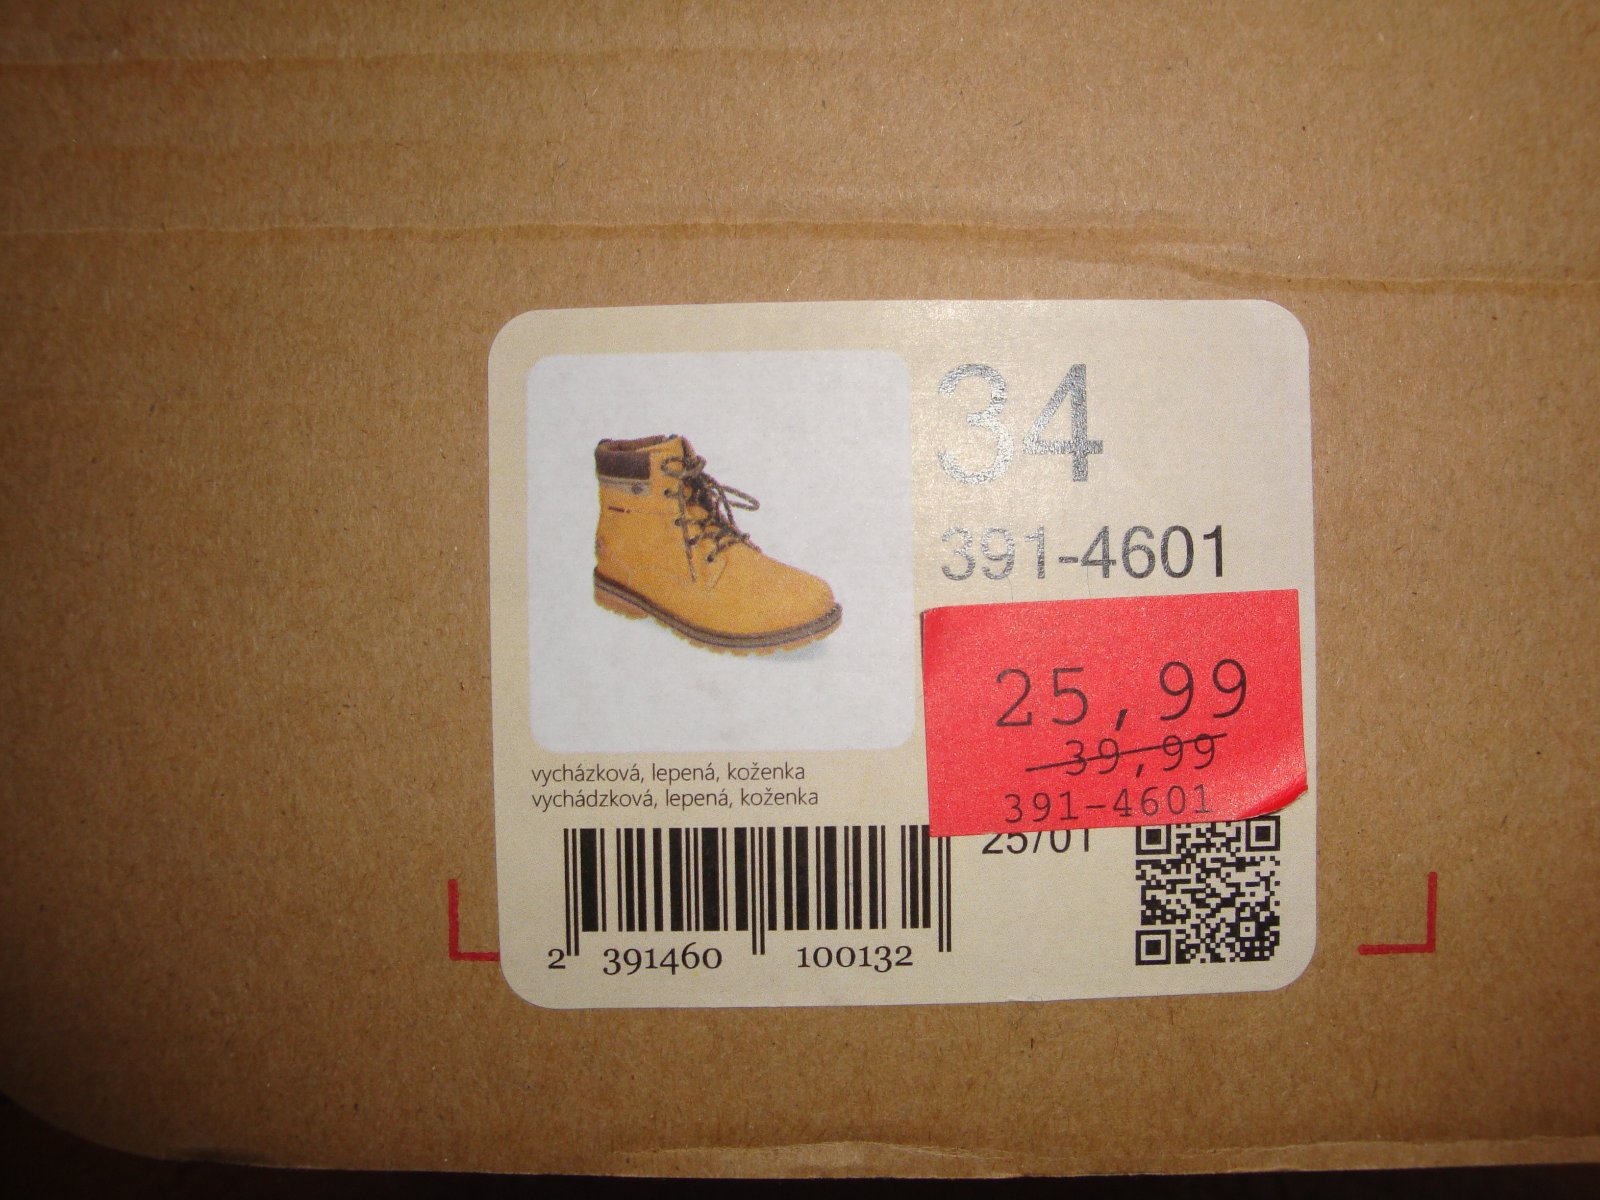 34
391-4601
25,99
39,99
391-4601
vycházková, lepená, koženka
vychádzková, lepená, koženka
25/01
2 391460 100132